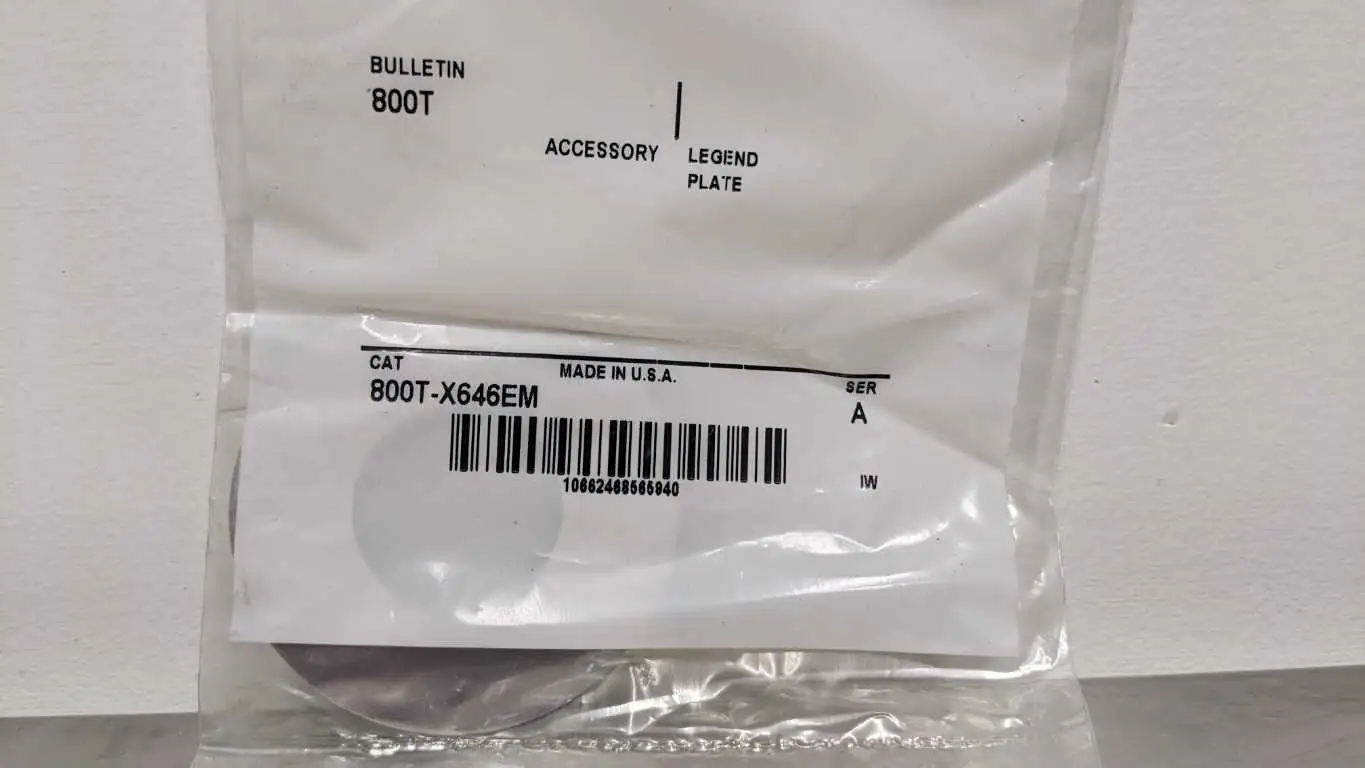 BULLETIN
800T
ACCESSORY
LEGEND
PLATE
CAT
MADE IN U.S.A.
SER
800T-X646EM
A
10662468565940
IW